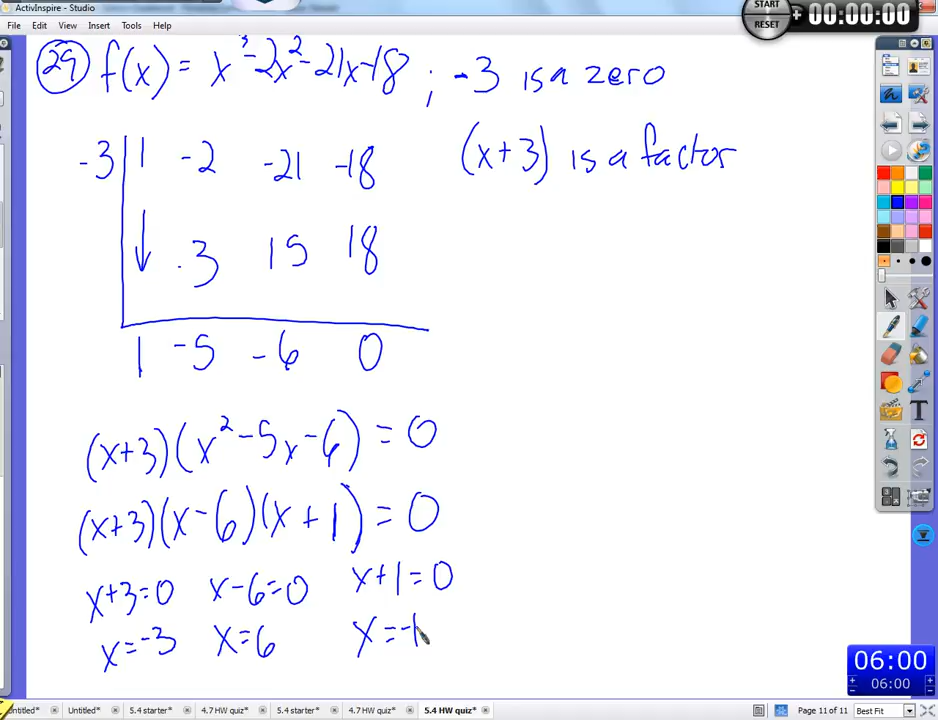 ActivInspire - Studio
START
RESET
+ 00:00:00
File Edit View Insert Tools Help
29 f(x) = x³ - 2x² - 21x - 18 ; -3 is a zero
-3 | 1 -2 -21 -18 (x+3) is a factor
-3 15 18
1 -5 -6 0
(x+3)(x² - 5x - 6) = 0
(x+3)(x - 6)(x + 1) = 0
x+3=0 x-6=0 x+1=0
x=-3 x=6 x=-1
06:00
06:00
ntitled* Untitled* 5.4 starter* 4.7 HW quiz* 5.4 starter* 4.7 HW quiz* 5.4 HW quiz* Page 11 of 11 Best Fit